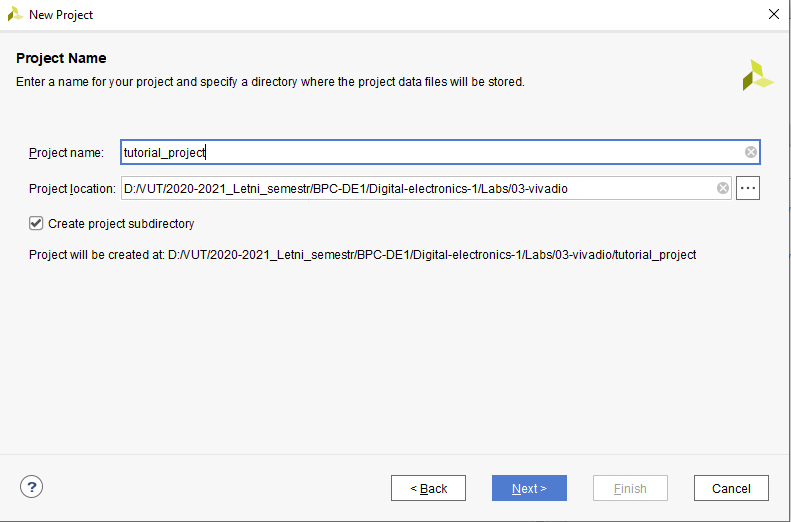 New Project
Project Name
Enter a name for your project and specify a directory where the project data files will be stored.
Project name: tutorial_project
Project location: D:/VUT/2020-2021_Letni_semestr/BPC-DE1/Digital-electronics-1/Labs/03-vivadio
Create project subdirectory
Project will be created at: D:/VUT/2020-2021_Letni_semestr/BPC-DE1/Digital-electronics-1/Labs/03-vivadio/tutorial_project
? < Back Next > Finish Cancel